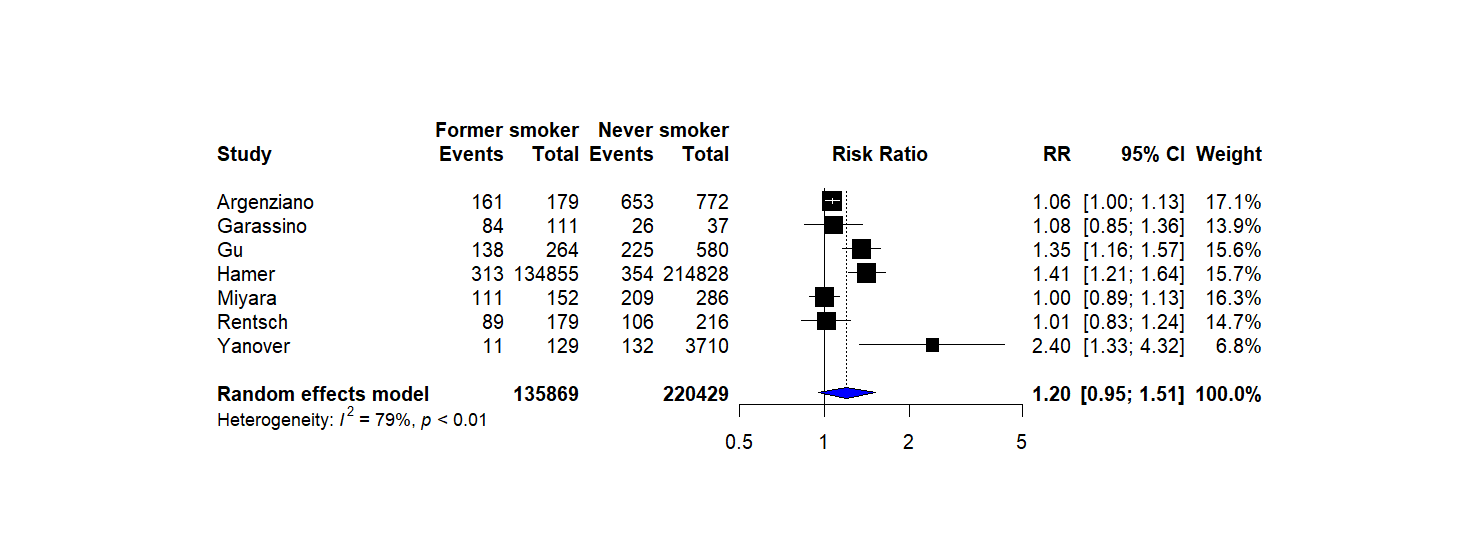 Former smoker Never smoker
Study Events Total Events Total Risk Ratio RR 95% CI Weight
Argenziano 161 179 653 772 1.06 [1.00; 1.13] 17.1%
Garassino 84 111 26 37 1.08 [0.85; 1.36] 13.9%
Gu 138 264 225 580 1.35 [1.16; 1.57] 15.6%
Hamer 313 134855 354 214828 1.41 [1.21; 1.64] 15.7%
Miyara 111 152 209 286 1.00 [0.89; 1.13] 16.3%
Rentsch 89 179 106 216 1.01 [0.83; 1.24] 14.7%
Yanover 11 129 132 3710 2.40 [1.33; 4.32] 6.8%
Random effects model 135869 220429 1.20 [0.95; 1.51] 100.0%
Heterogeneity: I² = 79%, p < 0.01
0.5 1 2 5